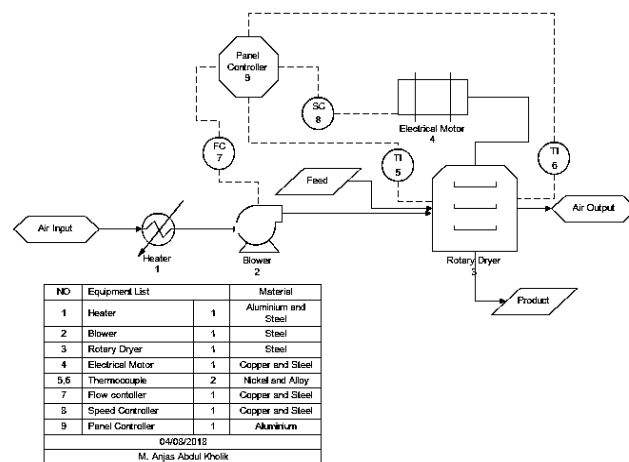 Panel
Controller
9
SC
8
Electrical Motor
4
FC
7
TI
5
TI
6
Feed
Air Input
Heater
1
Blower
2
Rotary Dryer
3
Air Output
Product
NO Equipment List Material
1 Heater 1 Aluminium and Steel
2 Blower 1 Steel
3 Rotary Dryer 1 Steel
4 Electrical Motor 1 Copper and Steel
5,6 Thermocouple 2 Nickel and Alloy
7 Flow contoller 1 Copper and Steel
8 Speed Controller 1 Copper and Steel
9 Panel Controller 1 Aluminium
04/08/2018
M. Anjas Abdul Kholik